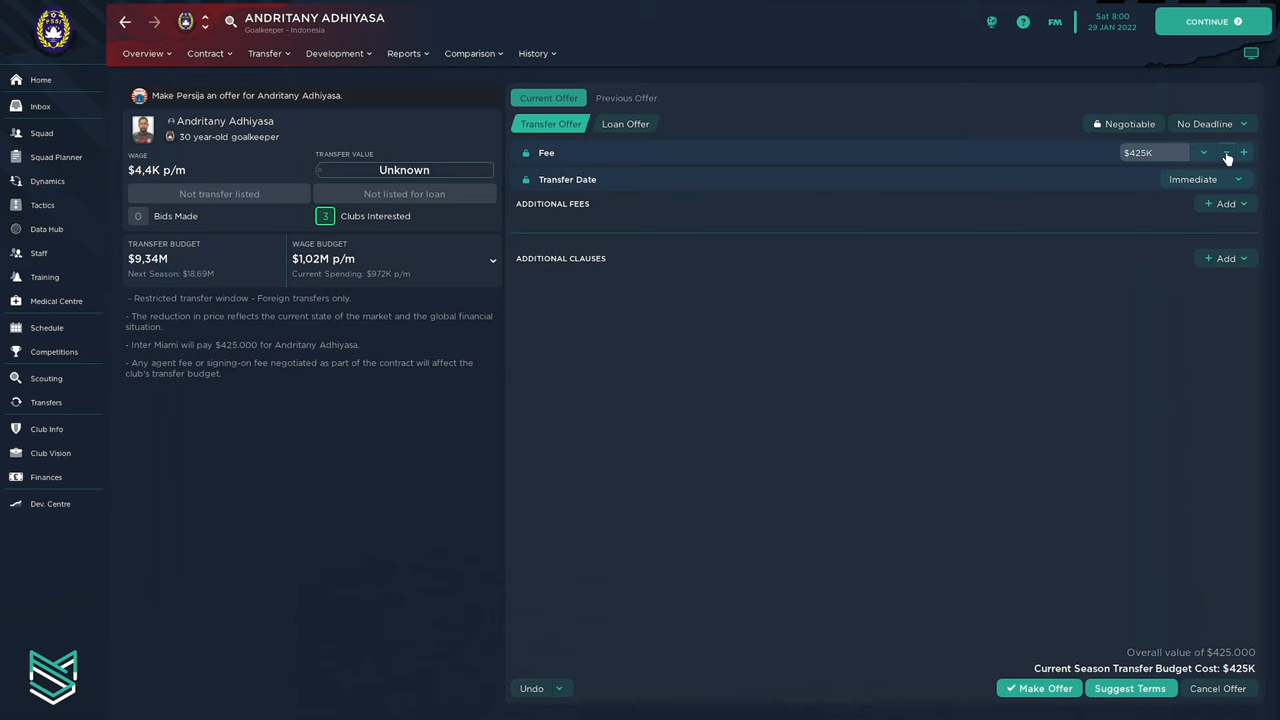 PSSI
ANDRITANY ADHIYASA
Goalkeeper - Indonesia
FM
Sat 8:00
29 JAN 2022
CONTINUE
Overview
Contract
Transfer
Development
Reports
Comparison
History
Home
Inbox
Squad
Squad Planner
Dynamics
Tactics
Data Hub
Staff
Training
Medical Centre
Schedule
Competitions
Scouting
Transfers
Club Info
Club Vision
Finances
Dev. Centre
Make Persija an offer for Andritany Adhiyasa.
Andritany Adhiyasa
30 year-old goalkeeper
WAGE
$4,4K p/m
TRANSFER VALUE
Unknown
Not transfer listed
Not listed for loan
0 Bids Made
3 Clubs Interested
TRANSFER BUDGET
$9,34M
Next Season: $18,69M
WAGE BUDGET
$1,02M p/m
Current Spending: $972K p/m
- Restricted transfer window - Foreign transfers only.
- The reduction in price reflects the current state of the market and the global financial
situation.
- Inter Miami will pay $425.000 for Andritany Adhiyasa.
- Any agent fee or signing-on fee negotiated as part of the contract will affect the
club's transfer budget.
Current Offer
Previous Offer
Transfer Offer
Loan Offer
Negotiable
No Deadline
Fee
$425K
Transfer Date
Immediate
ADDITIONAL FEES
+ Add
ADDITIONAL CLAUSES
+ Add
Overall value of $425.000
Current Season Transfer Budget Cost: $425K
Undo
Make Offer
Suggest Terms
Cancel Offer